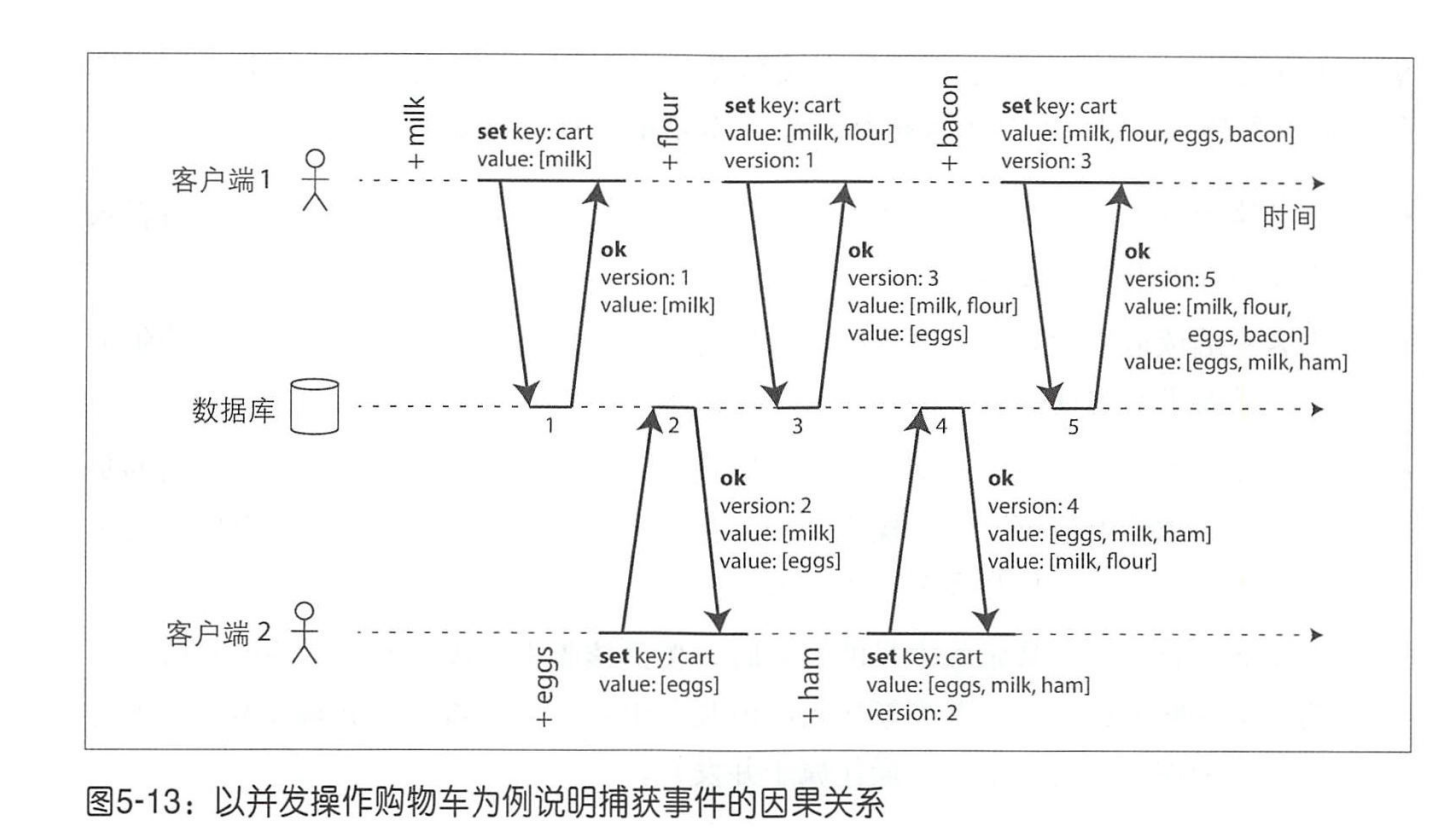 + milk
set key: cart
value: [milk]
+ flour
set key: cart
value: [milk, flour]
version: 1
+ bacon
set key: cart
value: [milk, flour, eggs, bacon]
version: 3
客户端1
时间
ok
version: 1
value: [milk]
ok
version: 3
value: [milk, flour]
value: [eggs]
ok
version: 5
value: [milk, flour,
eggs, bacon]
value: [eggs, milk, ham]
数据库
1
2
3
4
5
ok
version: 2
value: [milk]
value: [eggs]
ok
version: 4
value: [eggs, milk, ham]
value: [milk, flour]
客户端2
+ eggs
set key: cart
value: [eggs]
+ ham
set key: cart
value: [eggs, milk, ham]
version: 2
图5-13：以并发操作购物车为例说明捕获事件的因果关系